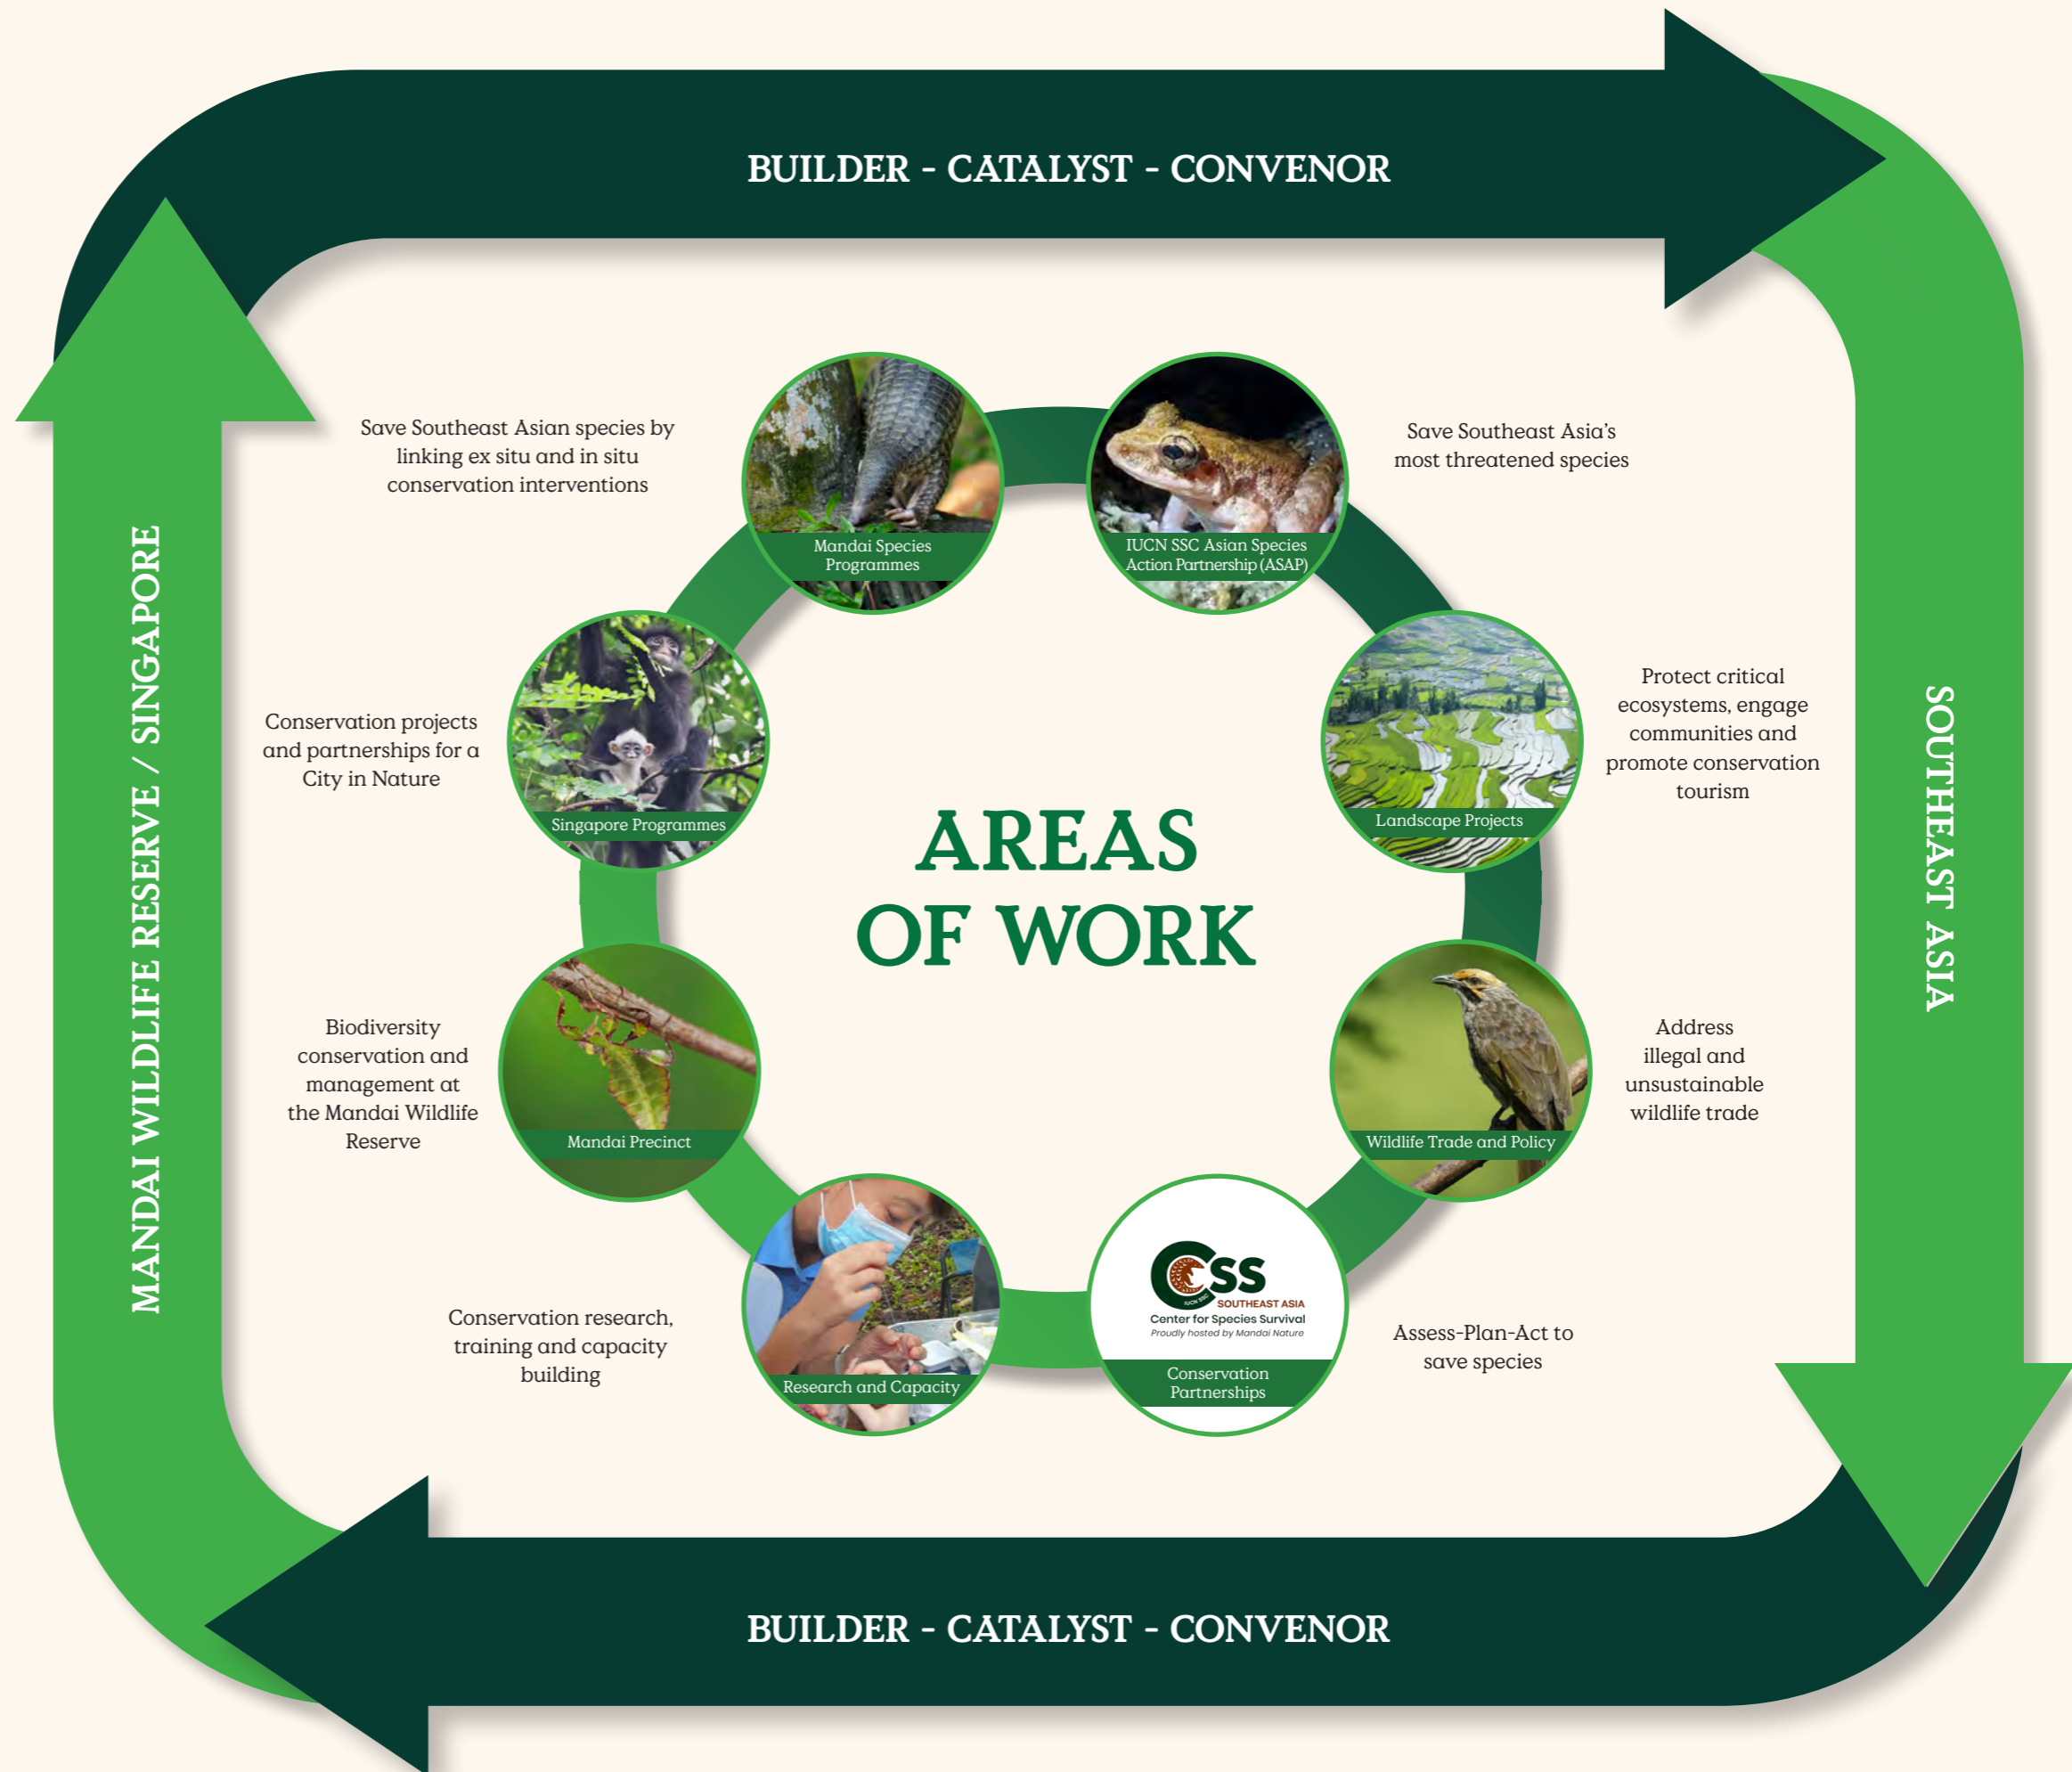 BUILDER - CATALYST - CONVENOR
MANDAI WILDLIFE RESERVE / SINGAPORE
SOUTHEAST ASIA
AREAS
OF WORK
Save Southeast Asian species by
linking ex situ and in situ
conservation interventions
Mandai Species
Programmes
IUCN SSC Asian Species
Action Partnership (ASAP)
Save Southeast Asia's
most threatened species
Conservation projects
and partnerships for a
City in Nature
Singapore Programmes
Landscape Projects
Protect critical
ecosystems, engage
communities and
promote conservation
tourism
Biodiversity
conservation and
management at
the Mandai Wildlife
Reserve
Mandai Precinct
Wildlife Trade and Policy
Address
illegal and
unsustainable
wildlife trade
Conservation research,
training and capacity
building
Research and Capacity
CSS
IUCN SSC
SOUTHEAST ASIA
Center for Species Survival
Proudly hosted by Mandai Nature
Conservation
Partnerships
Assess-Plan-Act to
save species
BUILDER - CATALYST - CONVENOR